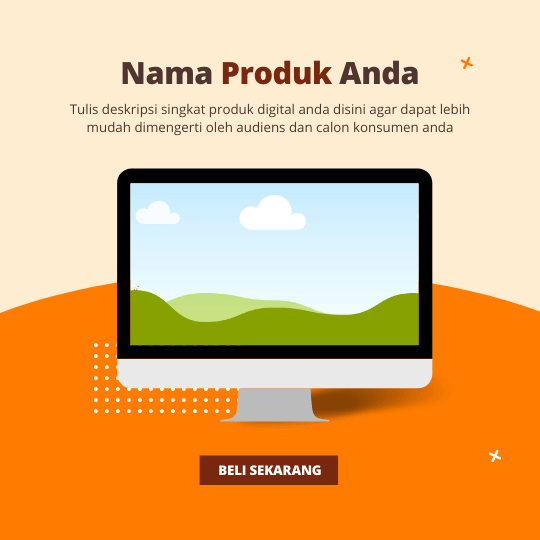 Nama Produk Anda
Tulis deskripsi singkat produk digital anda disini agar dapat lebih
mudah dimengerti oleh audiens dan calon konsumen anda
BELI SEKARANG